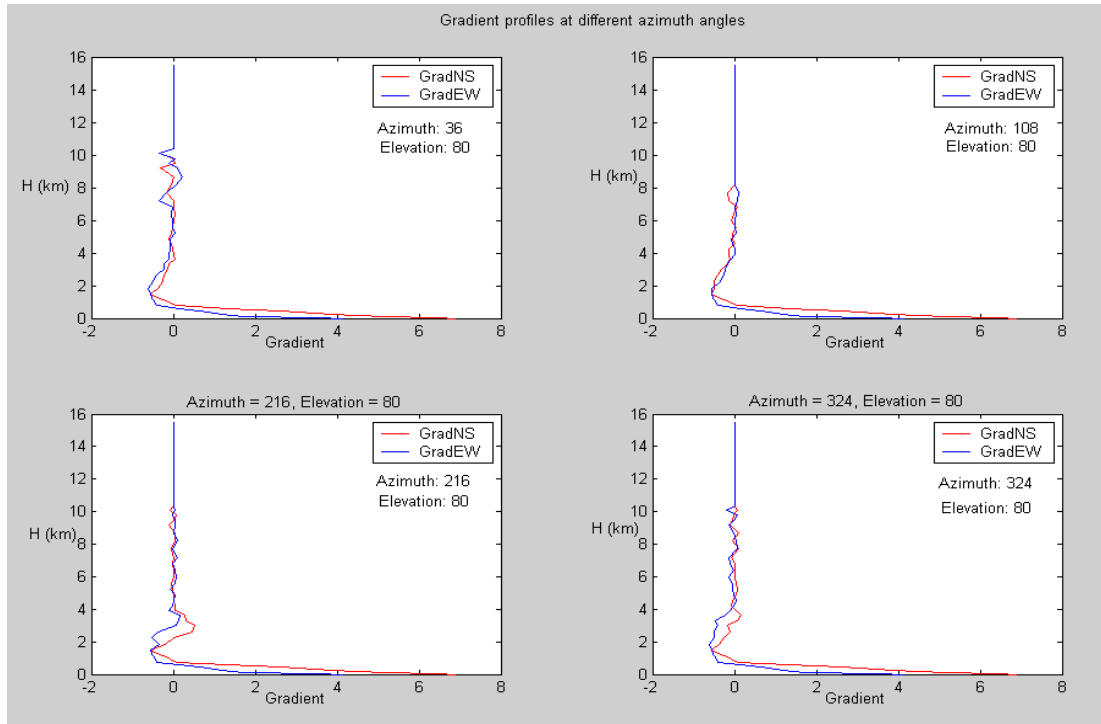 Gradient profiles at different azimuth angles
16
14
12
10
8
6
4
2
0
-2 0 2 4 6 8
H (km)
Gradient
GradNS
GradEW
Azimuth: 36
Elevation: 80
16
14
12
10
8
6
4
2
0
-2 0 2 4 6 8
H (km)
Gradient
GradNS
GradEW
Azimuth: 108
Elevation: 80
Azimuth = 216, Elevation = 80
16
14
12
10
8
6
4
2
0
-2 0 2 4 6 8
H (km)
Gradient
GradNS
GradEW
Azimuth: 216
Elevation: 80
Azimuth = 324, Elevation = 80
16
14
12
10
8
6
4
2
0
-2 0 2 4 6 8
H (km)
Gradient
GradNS
GradEW
Azimuth: 324
Elevation: 80